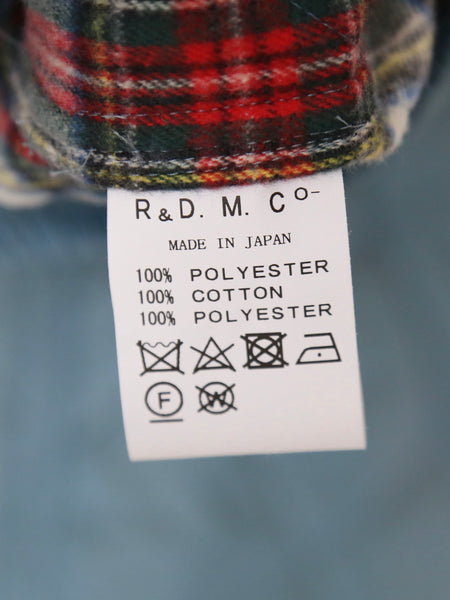 R&D. M. Co-
MADE IN JAPAN
100% POLYESTER
100% COTTON
100% POLYESTER
F W